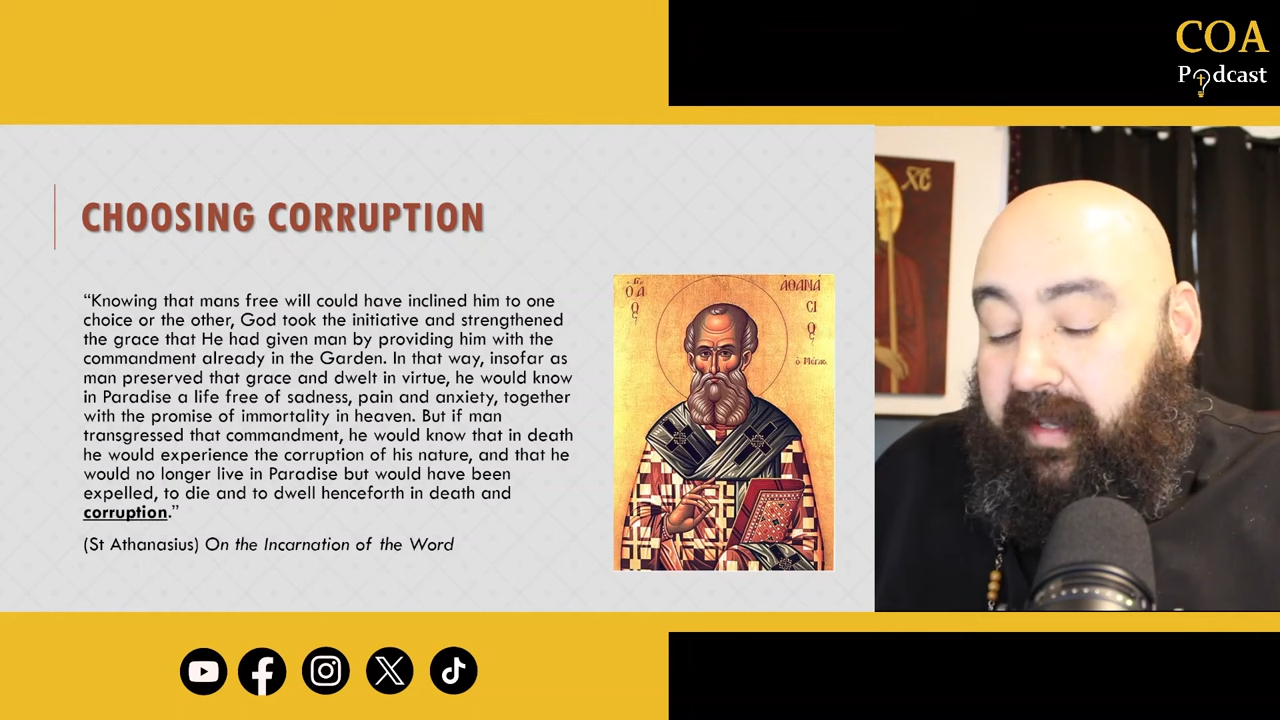 COA
Podcast
CHOOSING CORRUPTION
“Knowing that mans free will could have inclined him to one
choice or the other, God took the initiative and strengthened
the grace that He had given man by providing him with the
commandment already in the Garden. In that way, insofar as
man preserved that grace and dwelt in virtue, he would know
in Paradise a life free of sadness, pain and anxiety, together
with the promise of immortality in heaven. But if man
transgressed that commandment, he would know that in death
he would experience the corruption of his nature, and that he
would no longer live in Paradise but would have been
expelled, to die and to dwell henceforth in death and
corruption.”
(St Athanasius) On the Incarnation of the Word
ΑΘΑΝΑ
CΙ
Ο
ς
ὁ Μέγας
ΧC